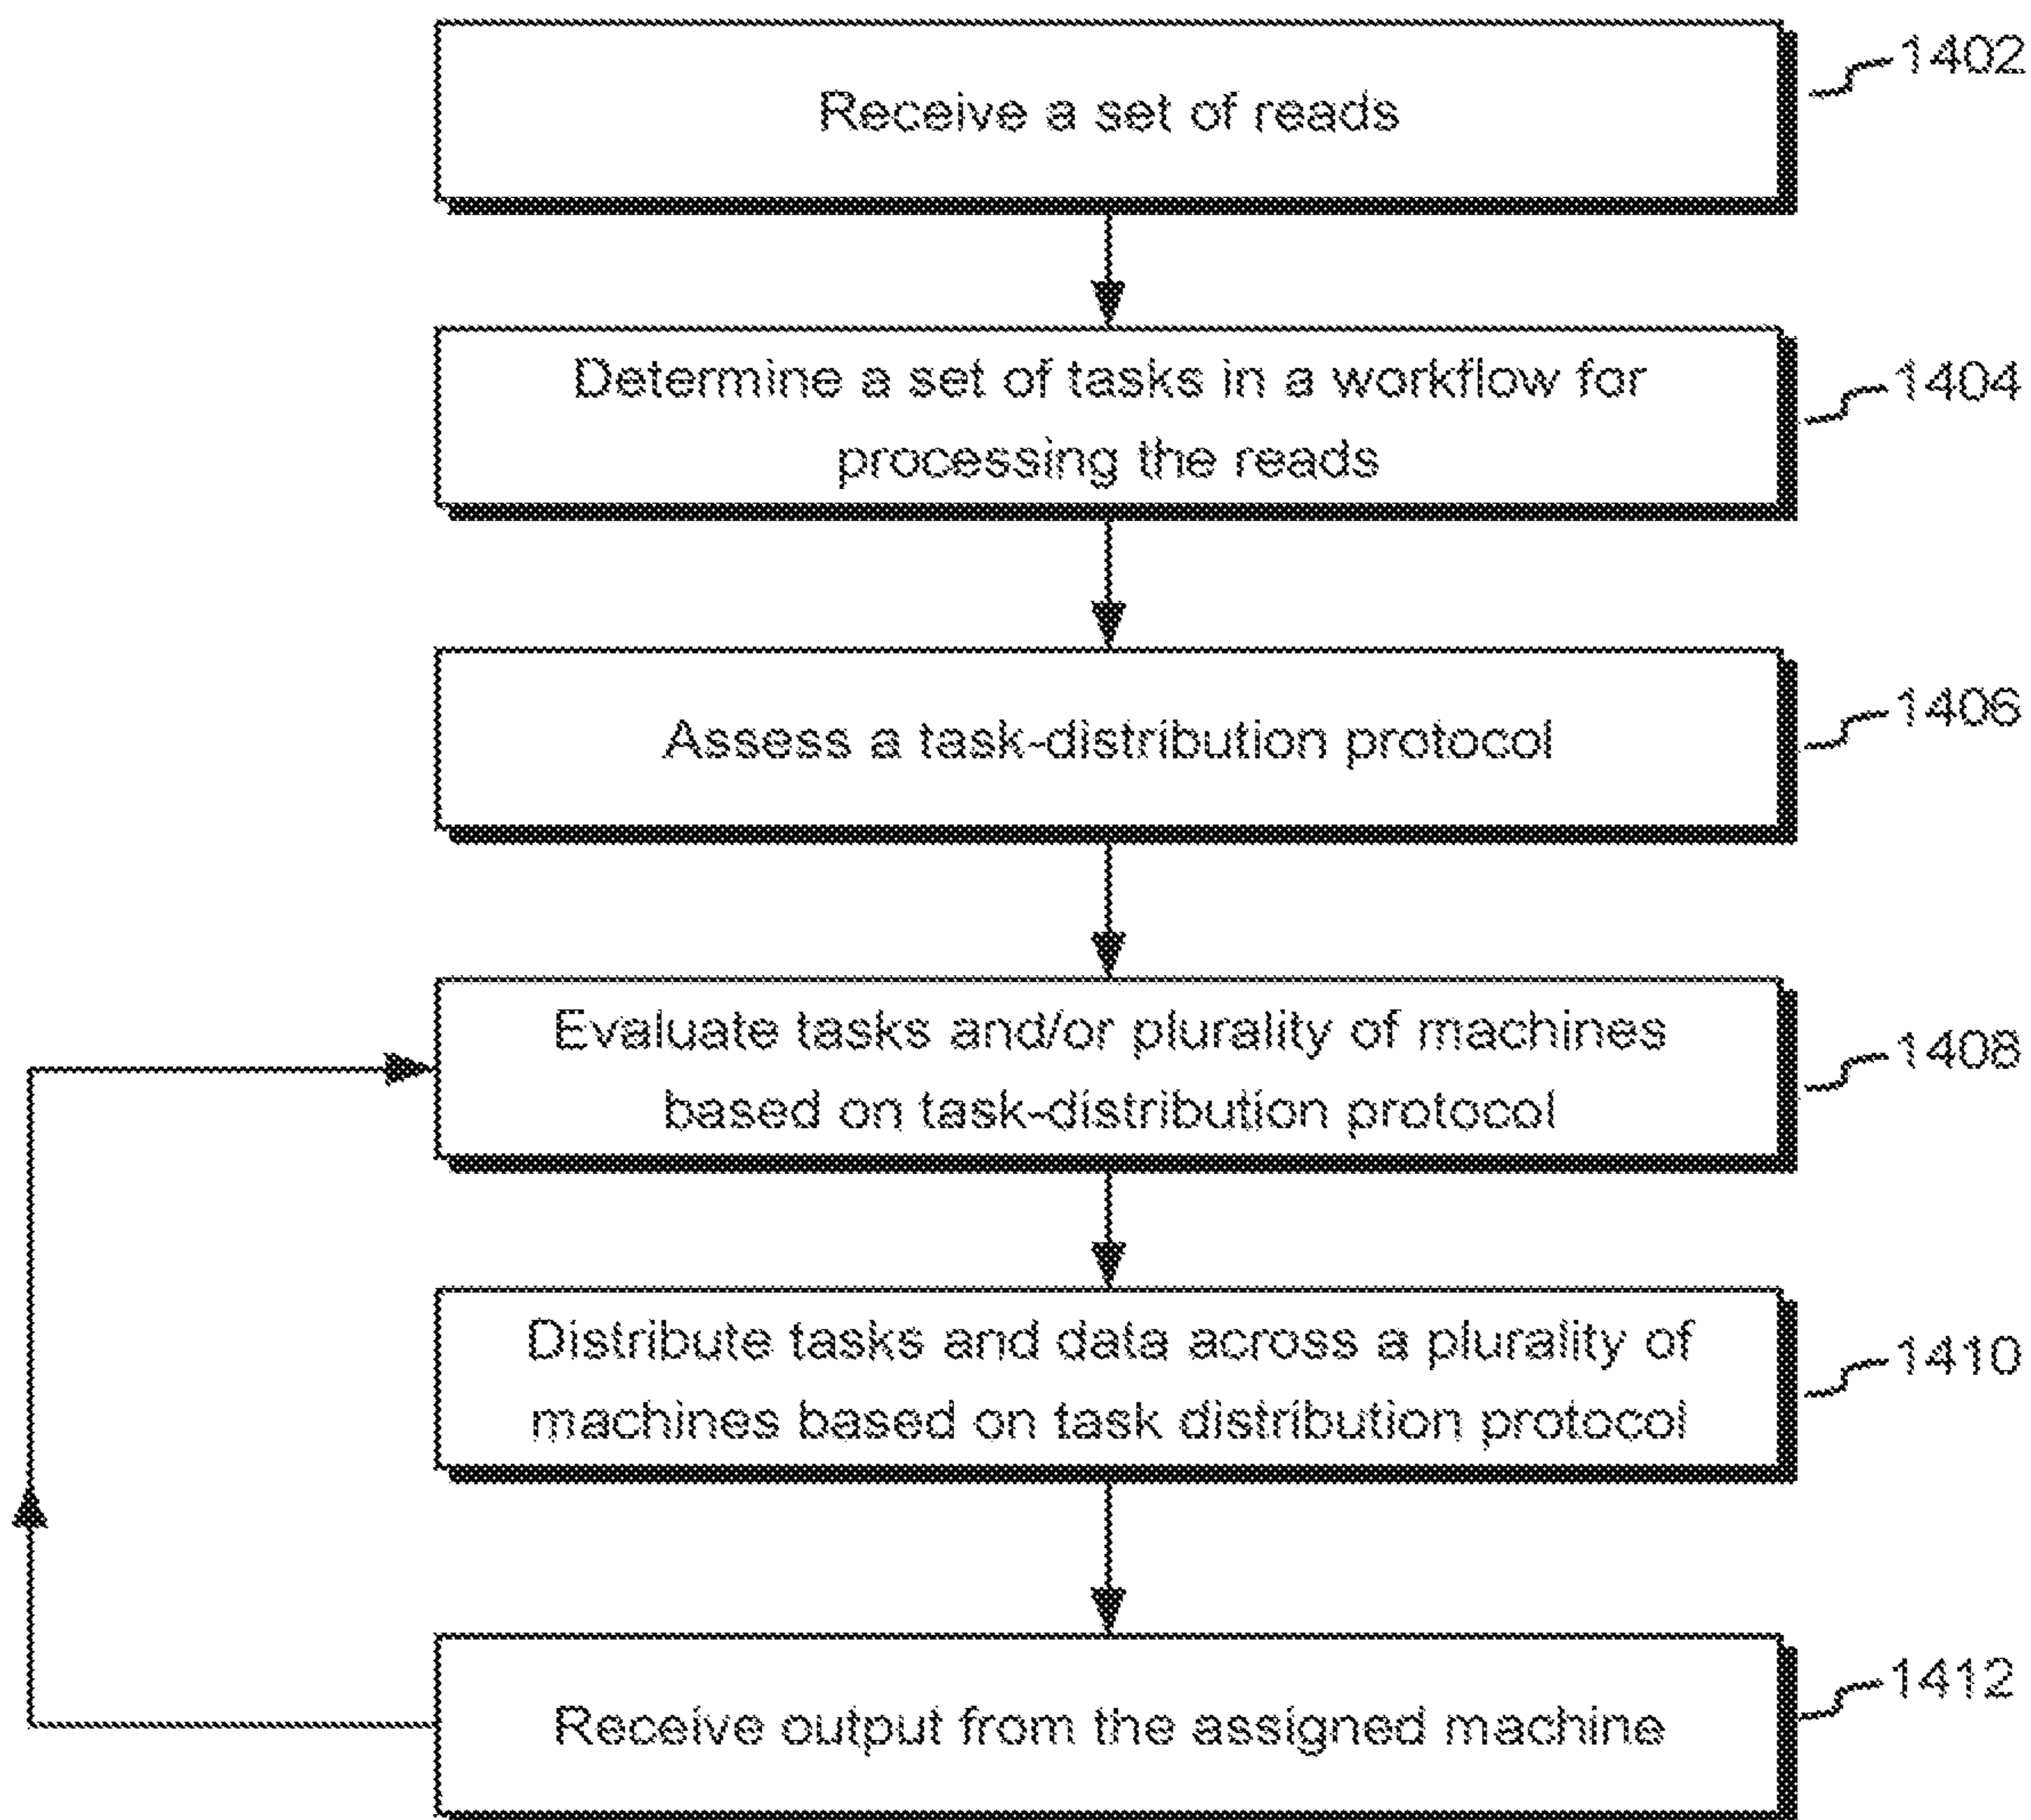 Receive a set of reads
1402
Determine a set of tasks in a workflow for
processing the reads
1404
Assess a task-distribution protocol
1406
Evaluate tasks and/or plurality of machines
based on task-distribution protocol
1408
Distribute tasks and data across a plurality of
machines based on task distribution protocol
1410
Receive output from the assigned machine
1412